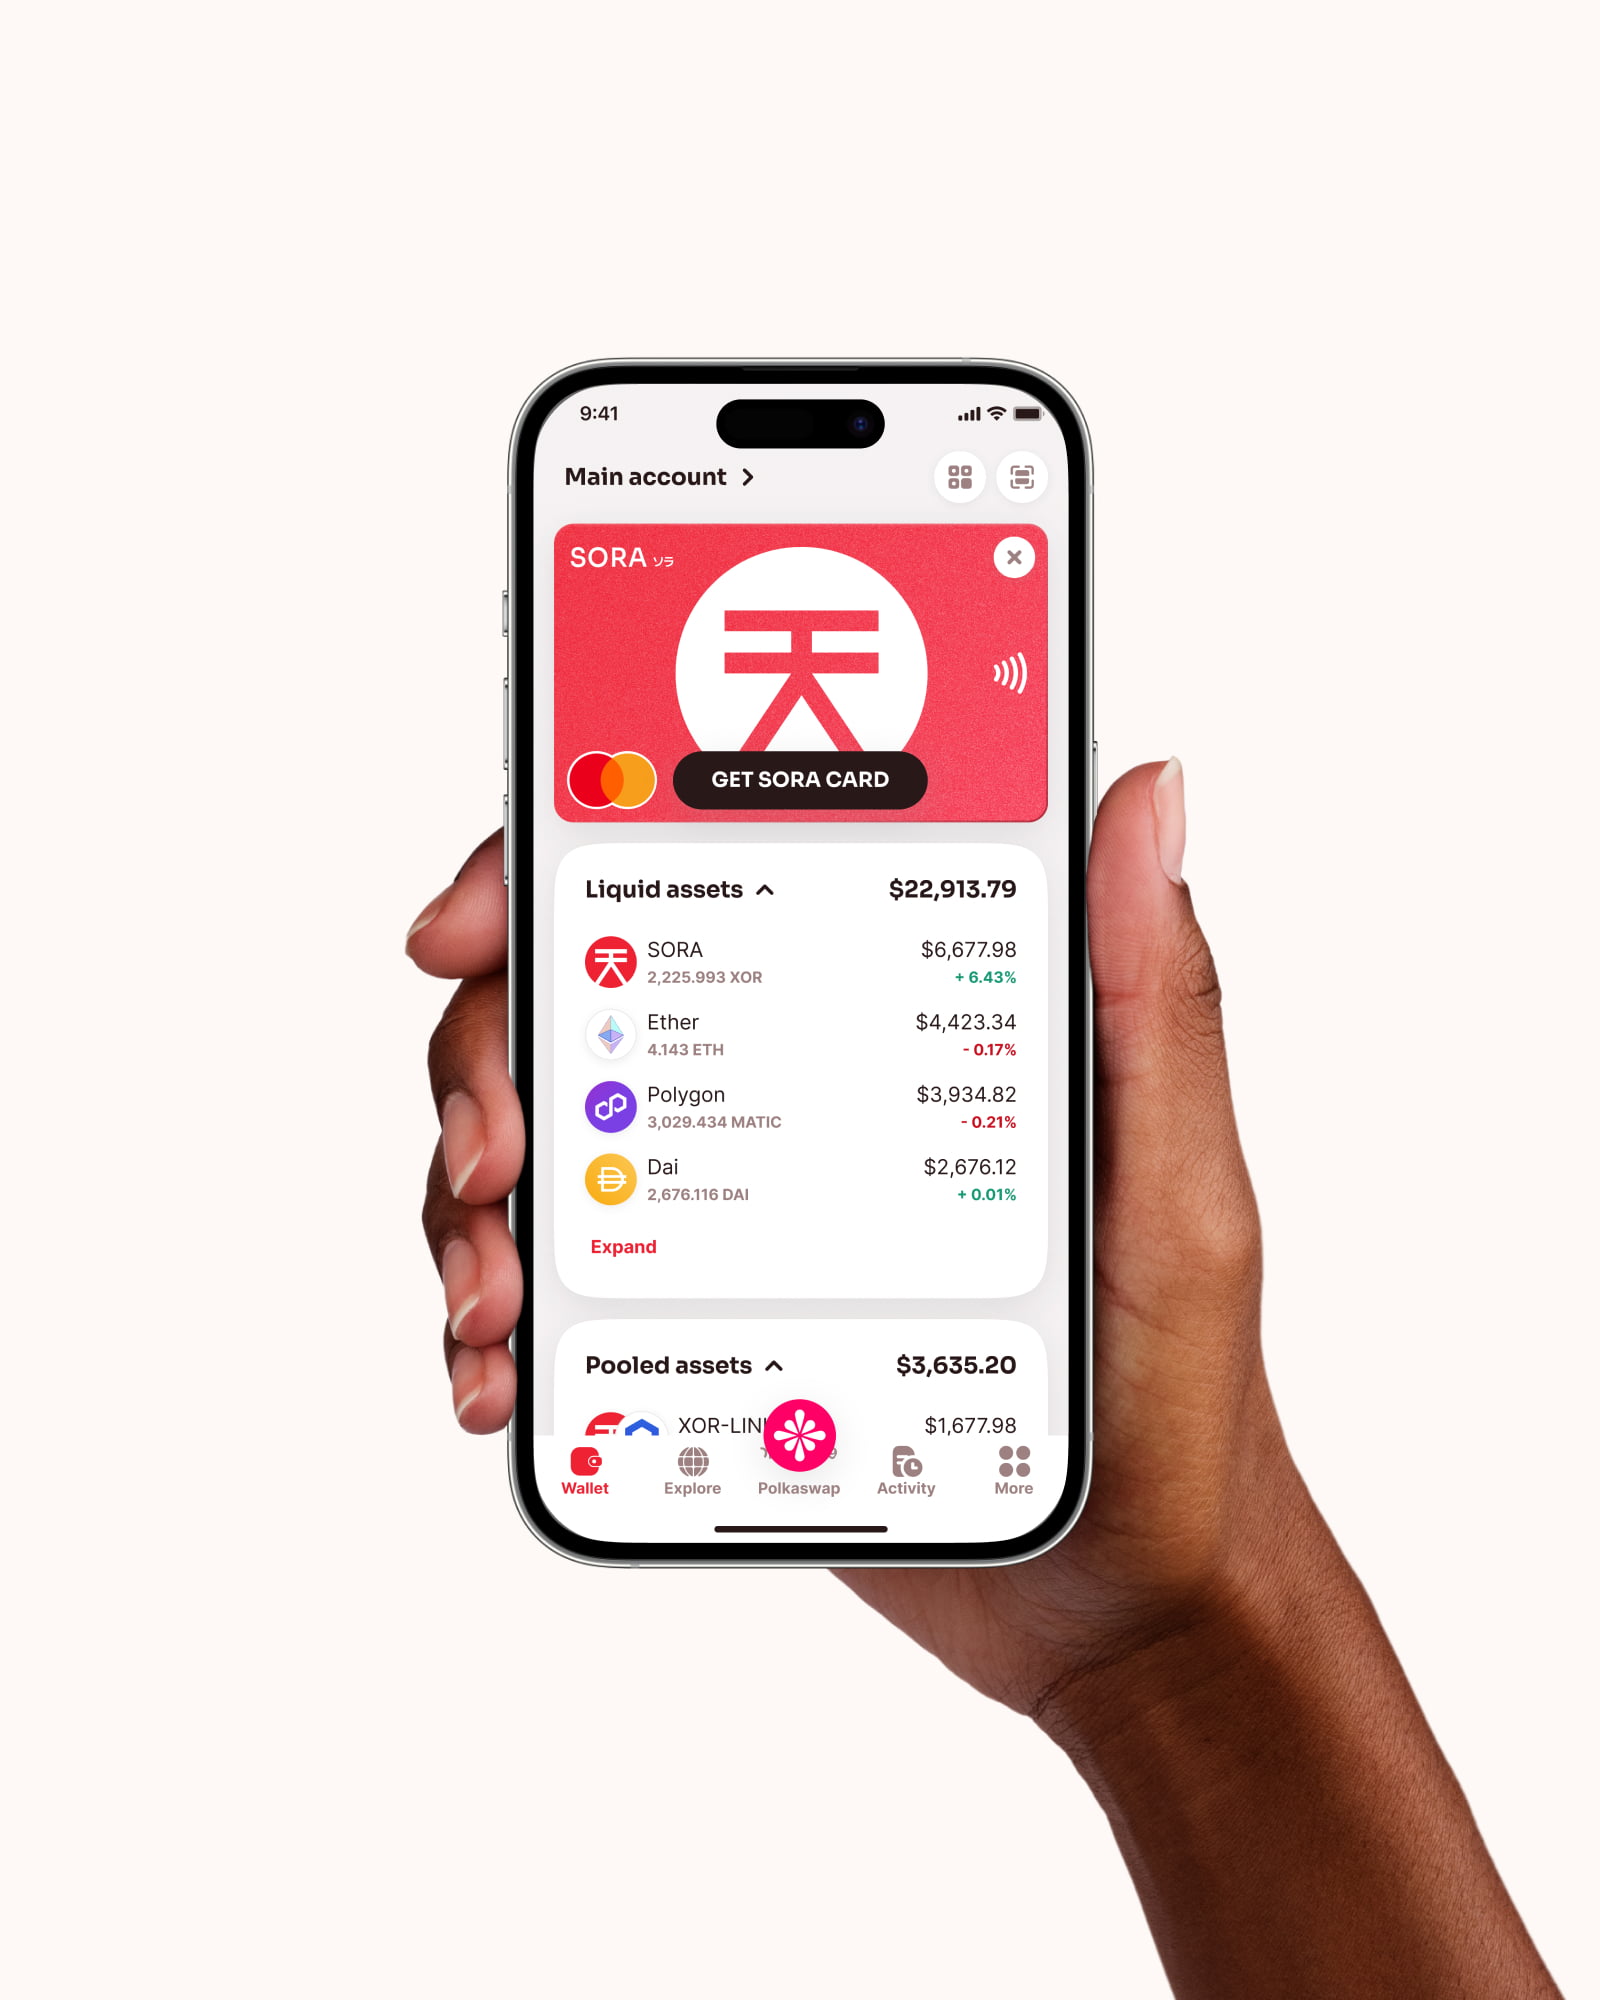 9:41
Main account
SORA ソラ
天
GET SORA CARD
Liquid assets $22,913.79
SORA $6,677.98
2,225.993 XOR + 6.43%
Ether $4,423.34
4.143 ETH - 0.17%
Polygon $3,934.82
3,029.434 MATIC - 0.21%
Dai $2,676.12
2,676.116 DAI + 0.01%
Expand
Pooled assets $3,635.20
$1,677.98
Wallet Explore Polkaswap Activity More